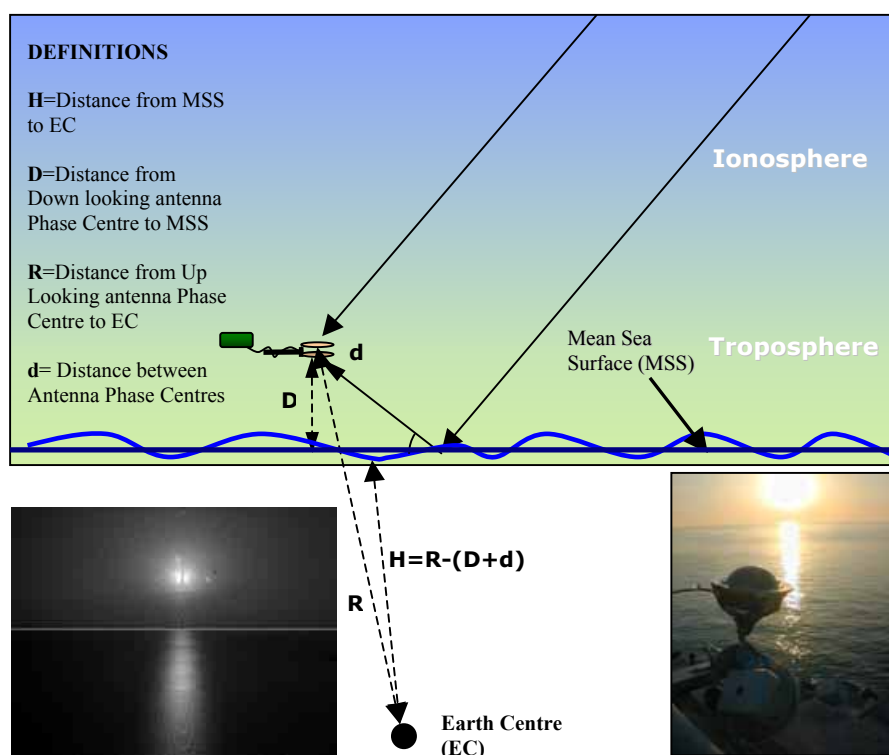 DEFINITIONS
H=Distance from MSS
to EC
D=Distance from
Down looking antenna
Phase Centre to MSS
R=Distance from Up
Looking antenna Phase
Centre to EC
d= Distance between
Antenna Phase Centres
Ionosphere
Troposphere
Mean Sea
Surface (MSS)
d
D
H=R-(D+d)
R
Earth Centre
(EC)